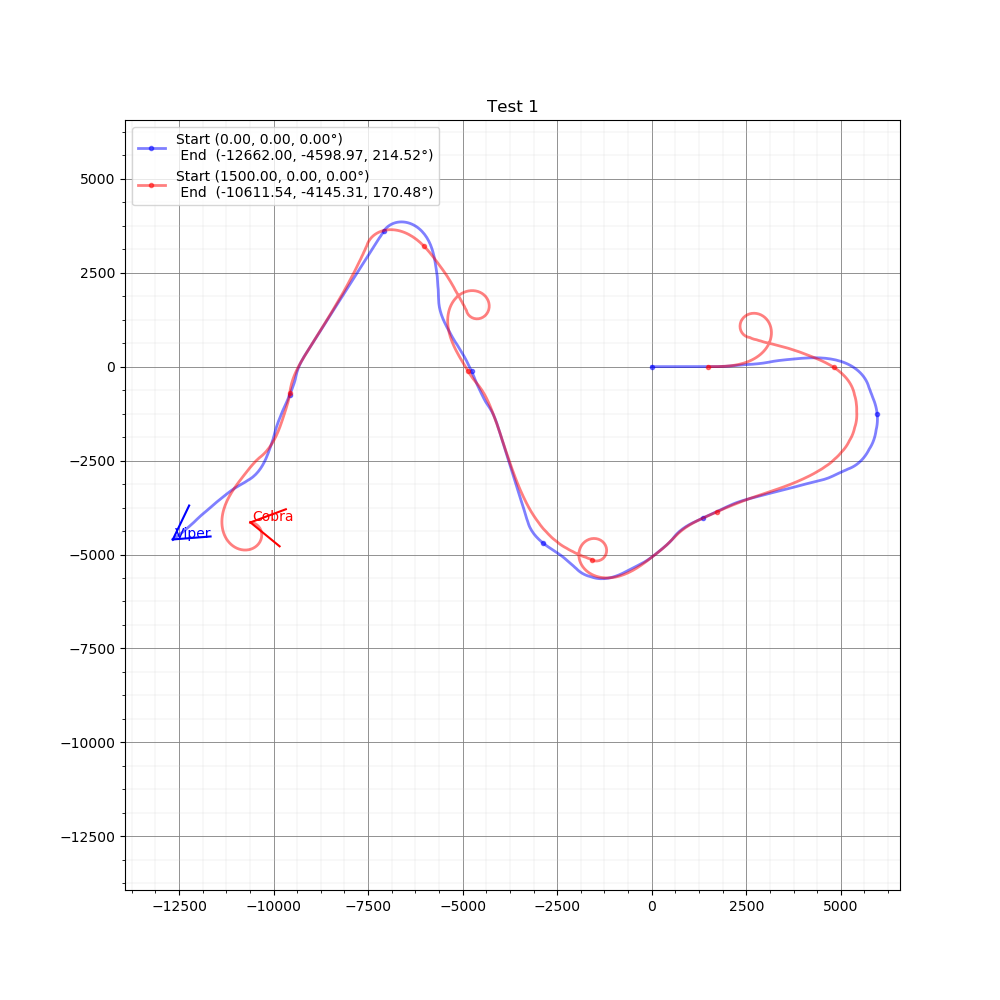 Test 1
Start (0.00, 0.00, 0.00°)
End (-12662.00, -4598.97, 214.52°)
Start (1500.00, 0.00, 0.00°)
End (-10611.54, -4145.31, 170.48°)
5000
2500
0
−2500
Cobra
Viper
−5000
−7500
−10000
−12500
−12500 −10000 −7500 −5000 −2500 0 2500 5000